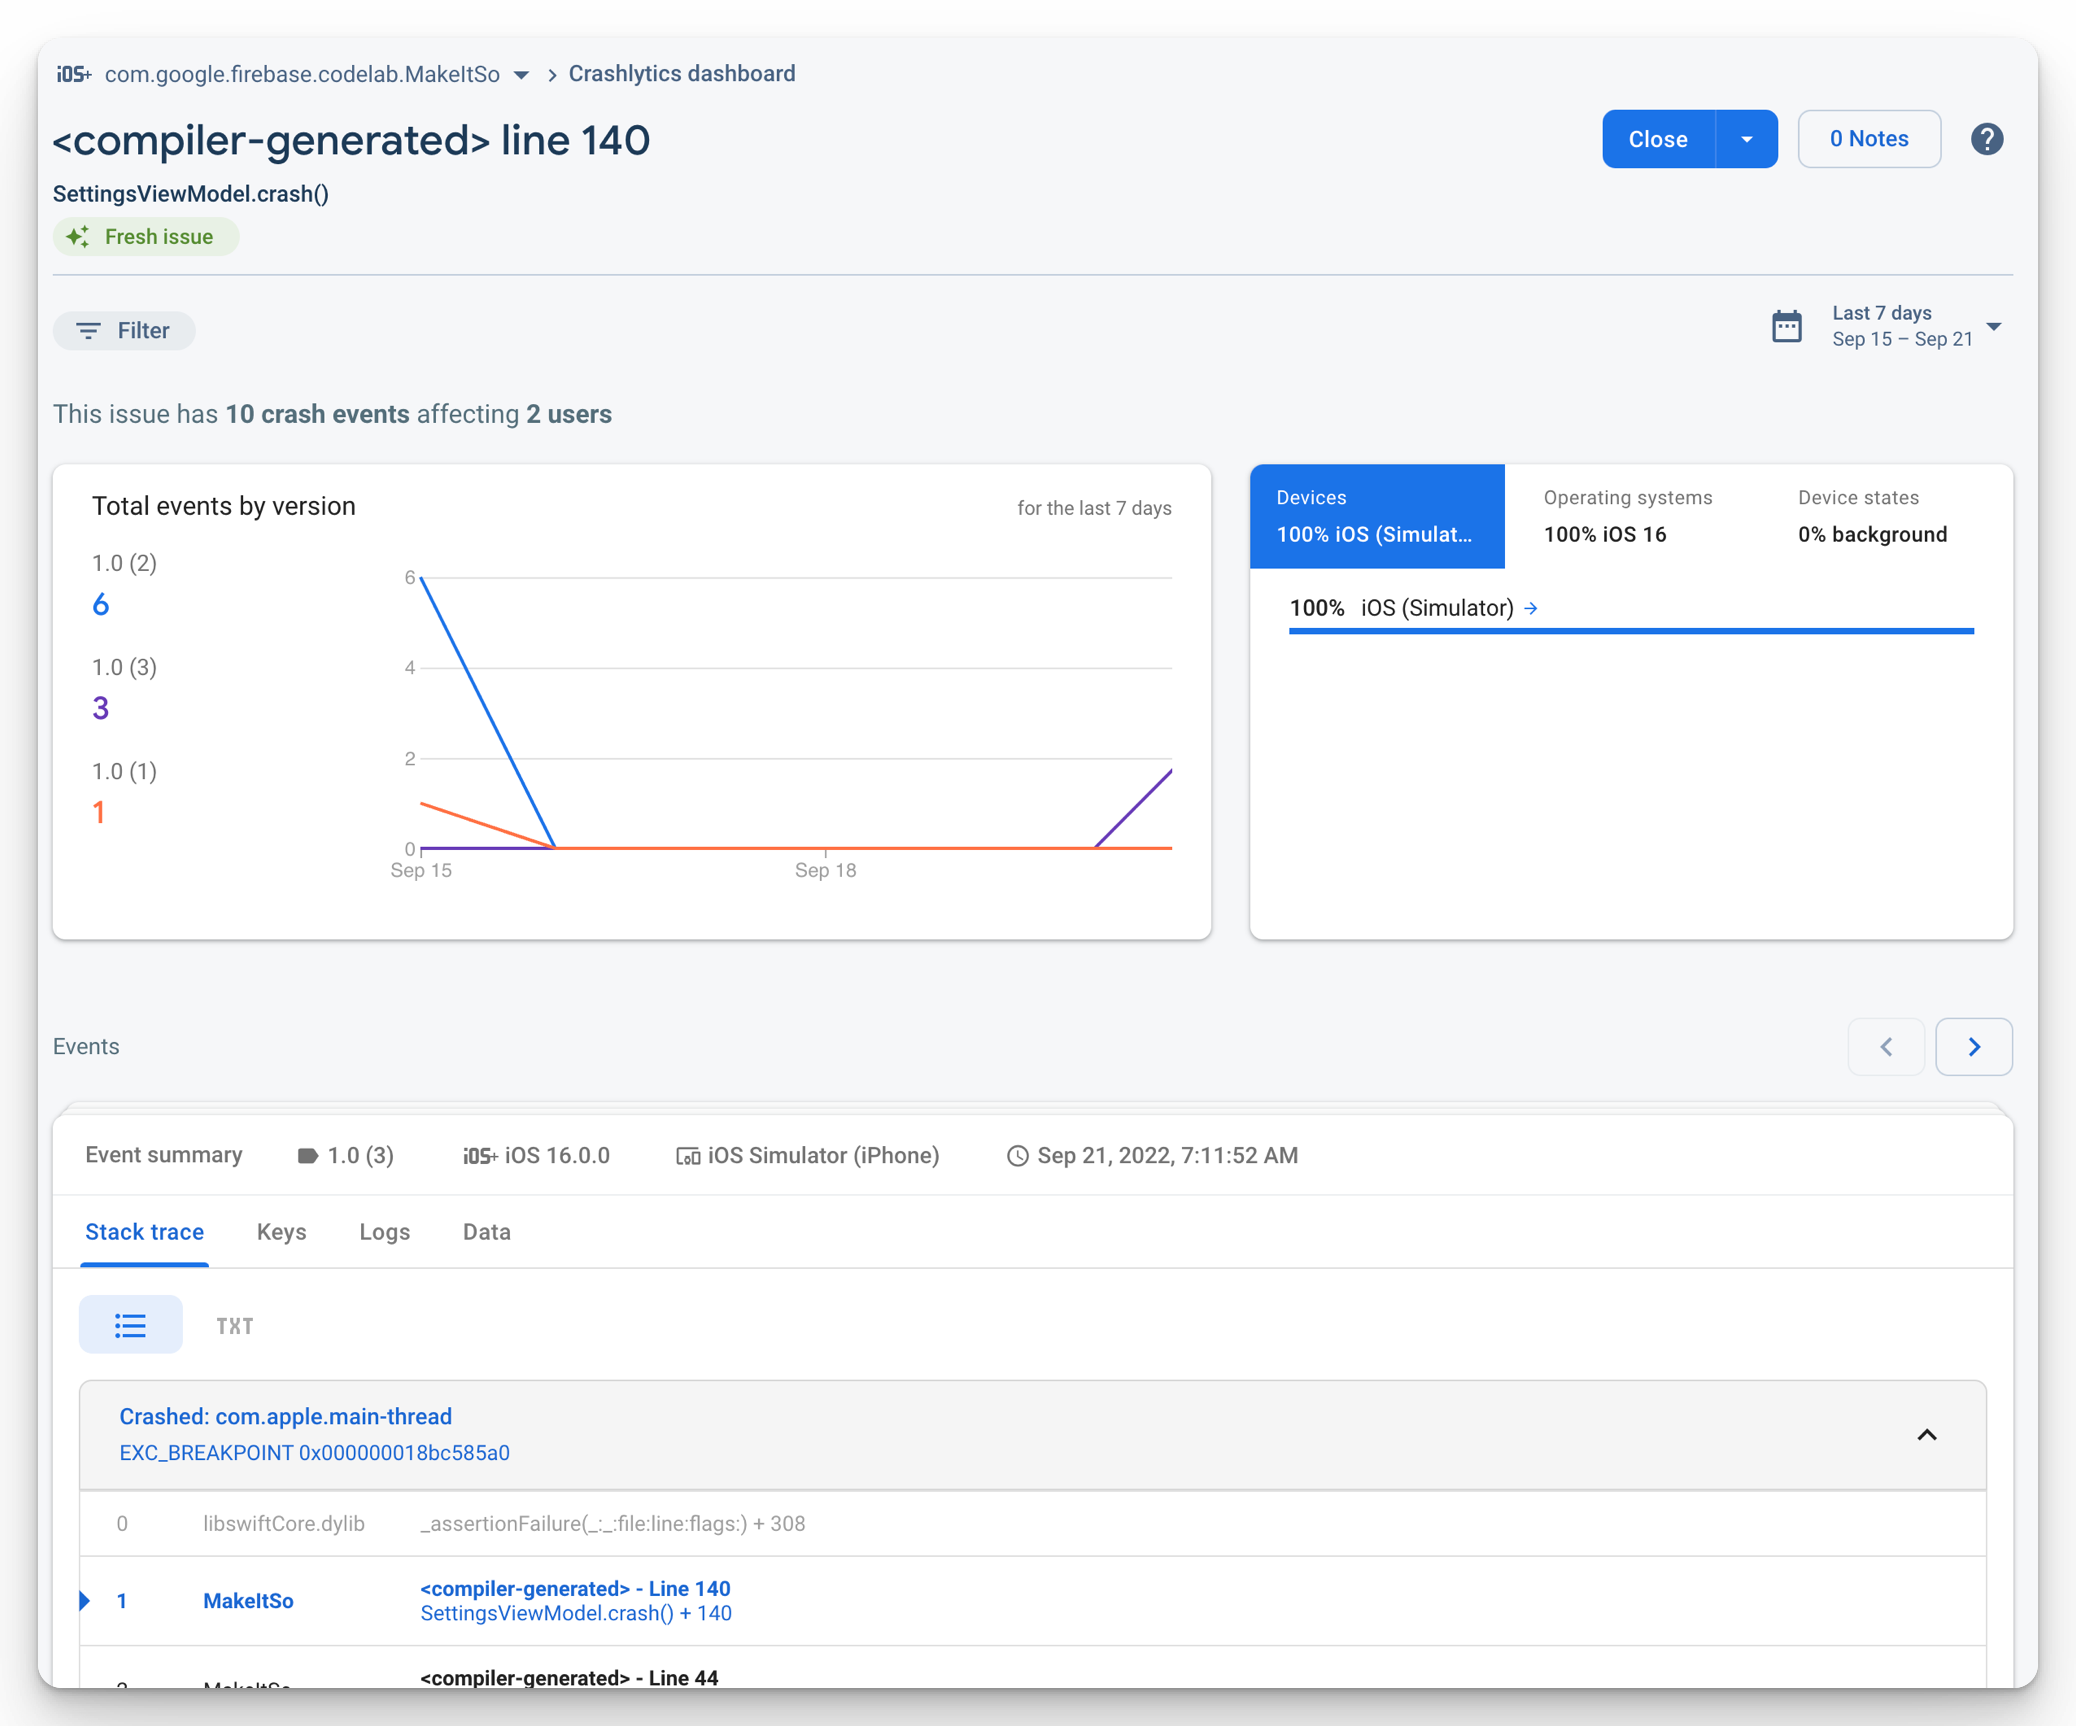 iOS+ com.google.firebase.codelab.MakeItSo > Crashlytics dashboard
<compiler-generated> line 140
Close
0 Notes
?
SettingsViewModel.crash()
Fresh issue
Filter
Last 7 days
Sep 15 – Sep 21
This issue has 10 crash events affecting 2 users
Total events by version
for the last 7 days
1.0 (2)
6
1.0 (3)
3
1.0 (1)
1
6
4
2
0
Sep 15
Sep 18
Devices
100% iOS (Simulat...
Operating systems
100% iOS 16
Device states
0% background
100% iOS (Simulator)
Events
Event summary
1.0 (3)
iOS+ iOS 16.0.0
iOS Simulator (iPhone)
Sep 21, 2022, 7:11:52 AM
Stack trace
Keys
Logs
Data
TXT
Crashed: com.apple.main-thread
EXC_BREAKPOINT 0x000000018bc585a0
0 libswiftCore.dylib _assertionFailure(_:_:file:line:flags:) + 308
1 MakeItSo <compiler-generated> - Line 140
SettingsViewModel.crash() + 140
2 MakeItSo <compiler-generated> - Line 44